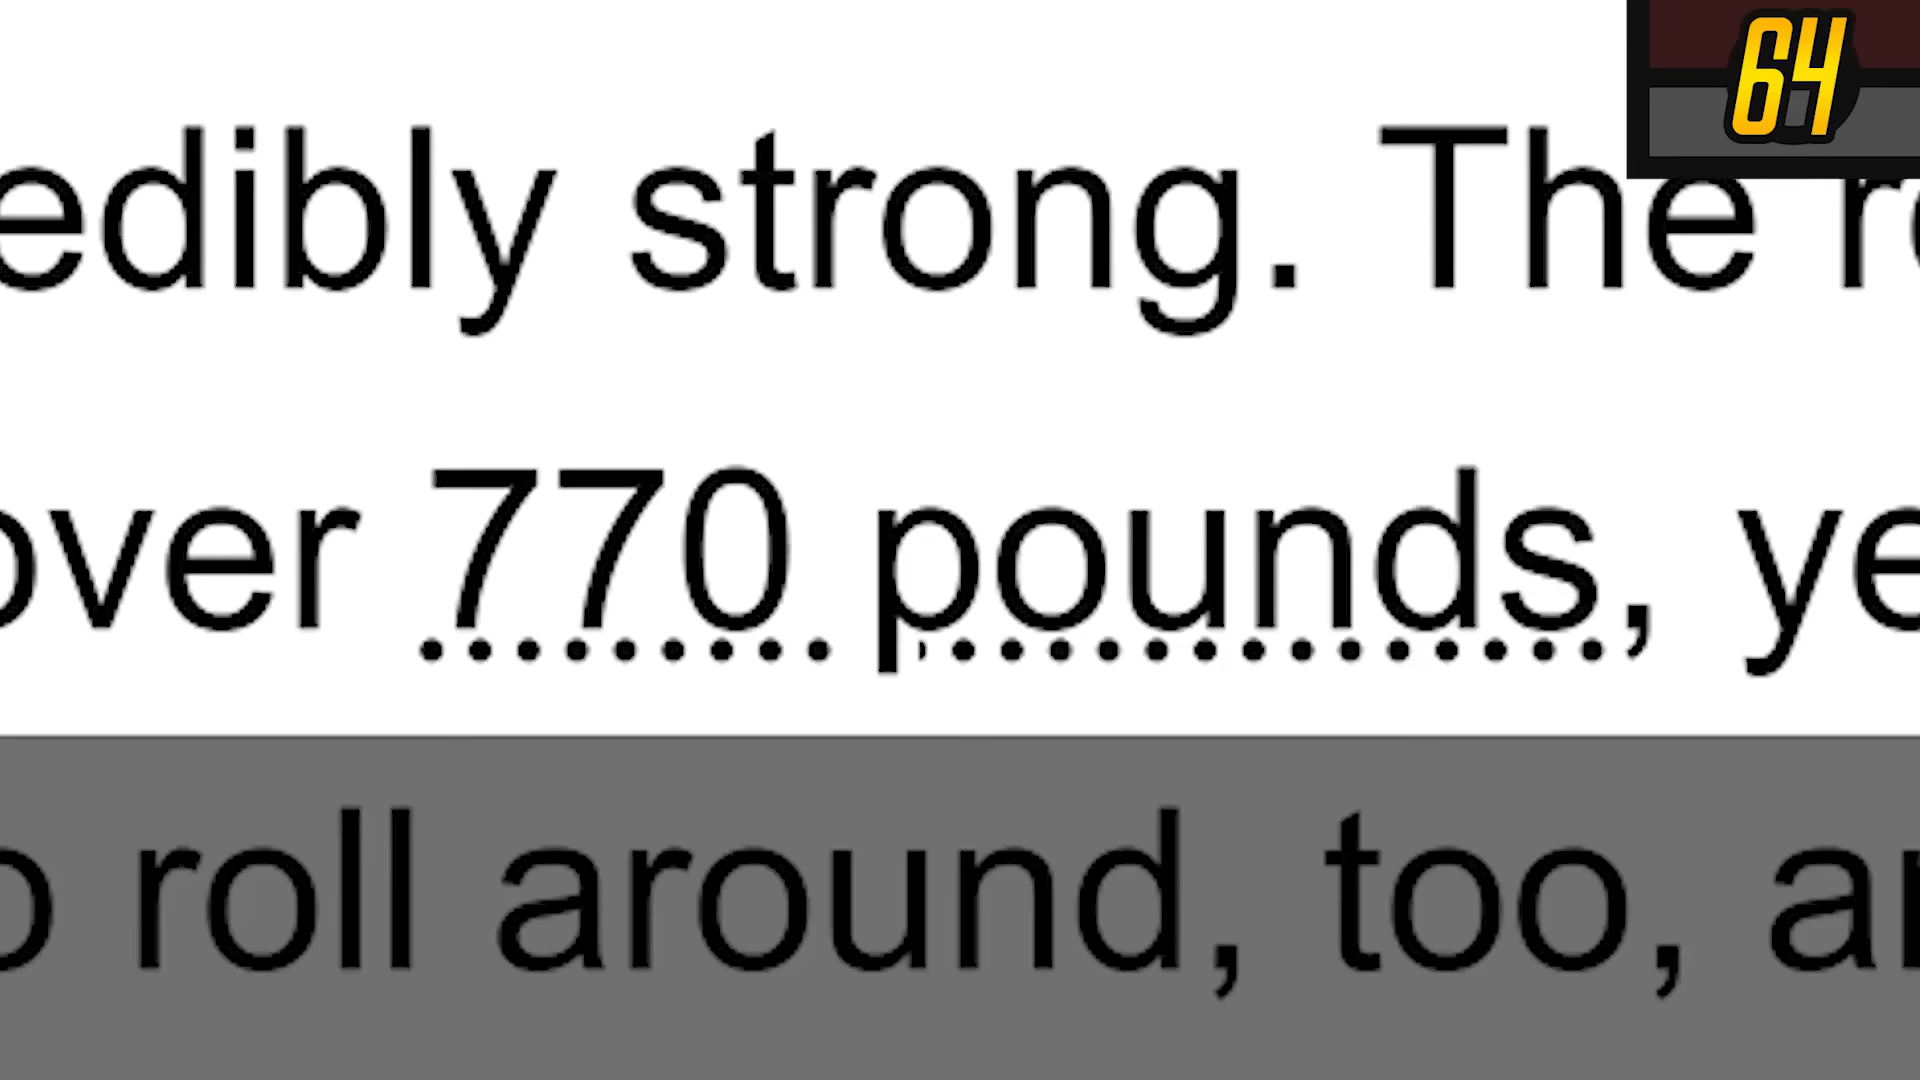 64
edibly strong. The
over 770 pounds, ye
roll around, too,